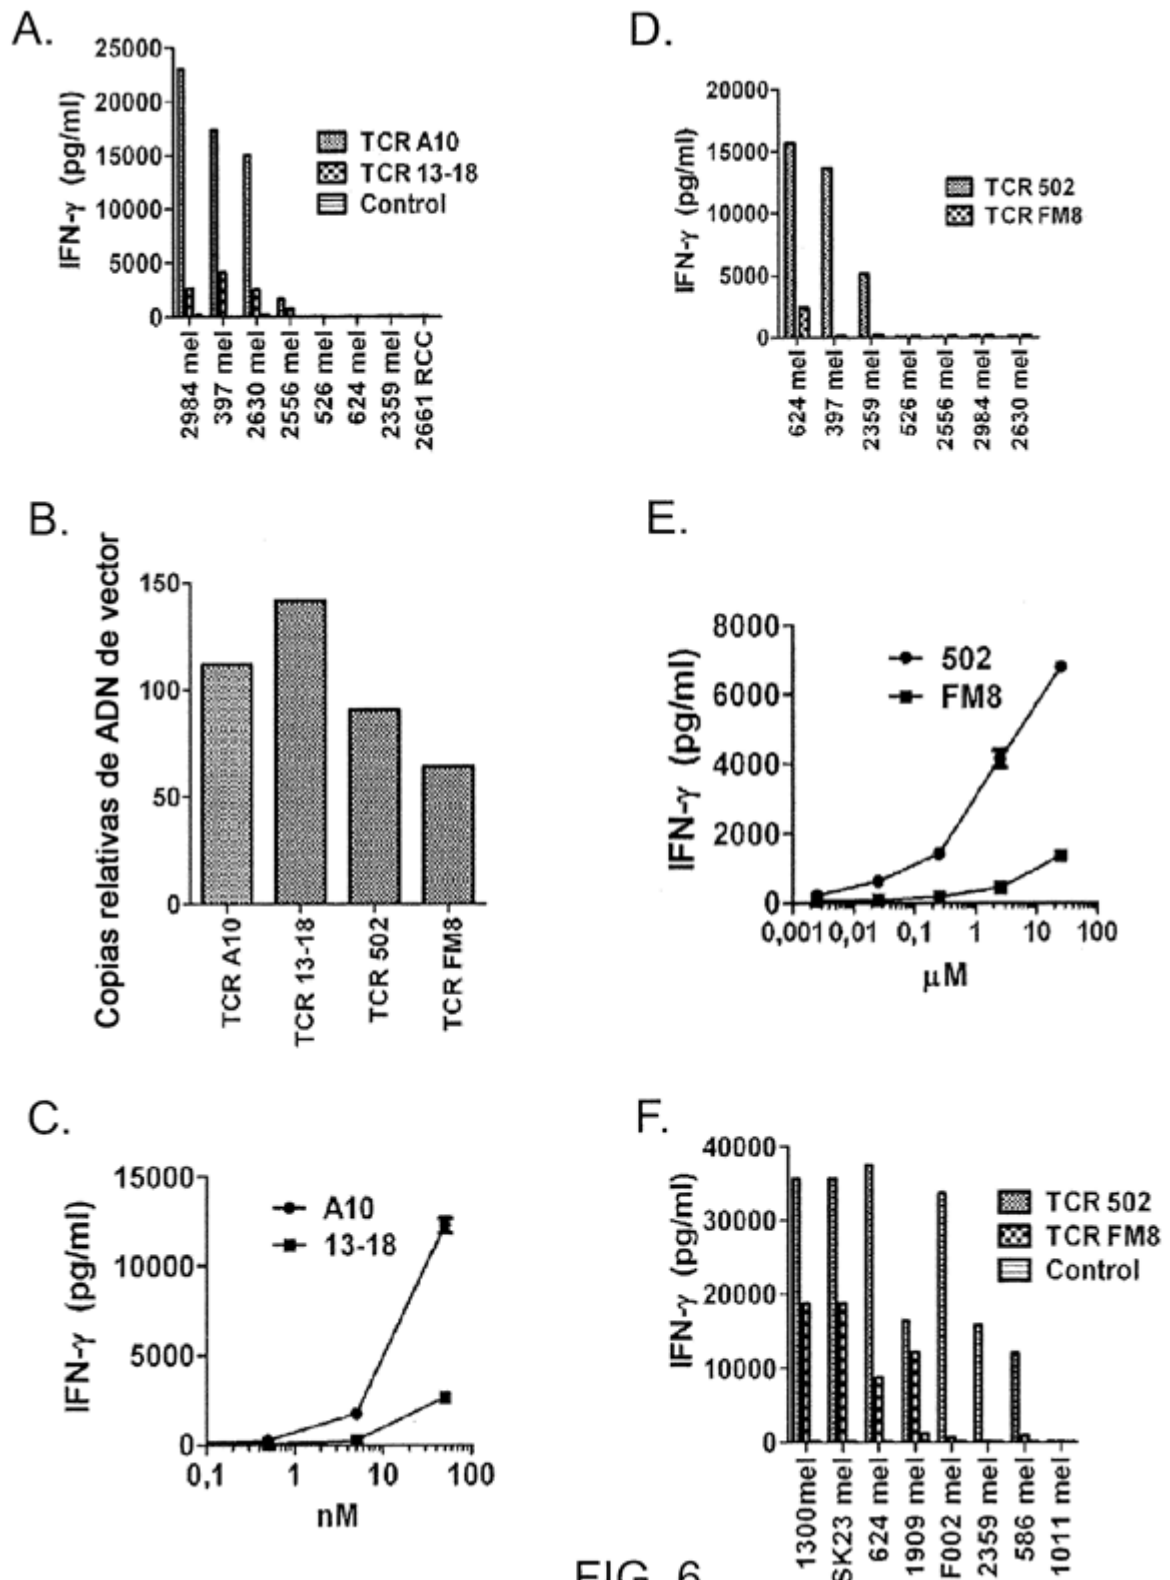 A.
25000
20000
15000
10000
5000
0
IFN-γ (pg/ml)
TCR A10
TCR 13-18
Control
2984 mel
397 mel
2630 mel
2556 mel
526 mel
624 mel
2359 mel
2661 RCC
D.
20000
15000
10000
5000
0
IFN-γ (pg/ml)
TCR 502
TCR FM8
624 mel
397 mel
2359 mel
526 mel
2556 mel
2984 mel
2630 mel
B.
Copias relativas de ADN de vector
150
100
50
0
TCR A10
TCR 13-18
TCR 502
TCR FM8
E.
8000
6000
4000
2000
0
IFN-γ (pg/ml)
502
FM8
0,001 0,01 0,1 1 10 100
µM
C.
15000
10000
5000
0
IFN-γ (pg/ml)
A10
13-18
0,1 1 10 100
nM
F.
40000
30000
20000
10000
0
IFN-γ (pg/ml)
TCR 502
TCR FM8
Control
1300mel
SK23 mel
624 mel
1909 mel
F002 mel
2359 mel
586 mel
1011 mel
FIG. 6